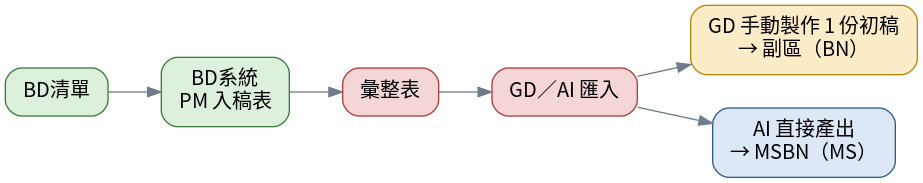 BD清單
BD系統
PM 入稿表
彙整表
GD／AI 匯入
GD 手動製作 1 份初稿
→ 副區（BN）
AI 直接產出
→ MSBN（MS）